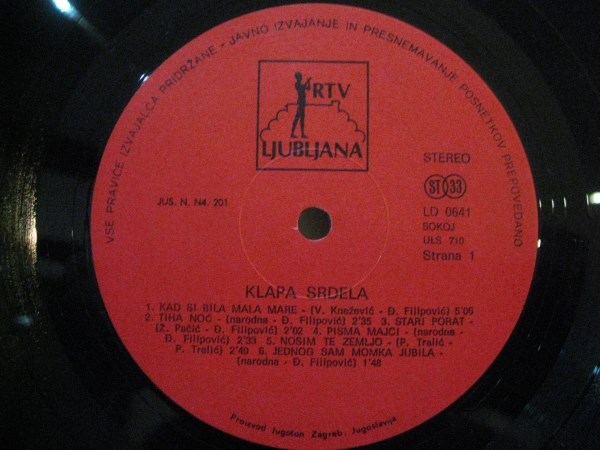 VSE PRAVICE IZVAJALCA PRIDRŽANE - JAVNO IZVAJANJE IN PRESNEMAVANJE POSNETKOV PREPOVEDANO
RTV
LJUBLJANA
STEREO
ST 33
JUS. N. N4. 201
LD 0641
SOKOJ
ULS 710
Strana 1
KLAPA SRDELA
1. KAD SI BILA MALA MARE - (V. Knežević - Đ. Filipović) 5'06
2. TIHA NOĆ - (narodna - Đ. Filipović) 2'35 3. STARI PORAT -
(Z. Pačić - Đ. Filipović) 2'02 4. PISMA MAJCI - (narodna -
Đ. Filipović) 2'33 5. NOSIM TE ZEMLJO - (P. Tralić -
P. Tralić) 2'40 6. JEDNOG SAM MOMKA JUBILA -
(narodna - Đ. Filipović) 1'48
Proizvod Jugoton Zagreb, Jugoslavija